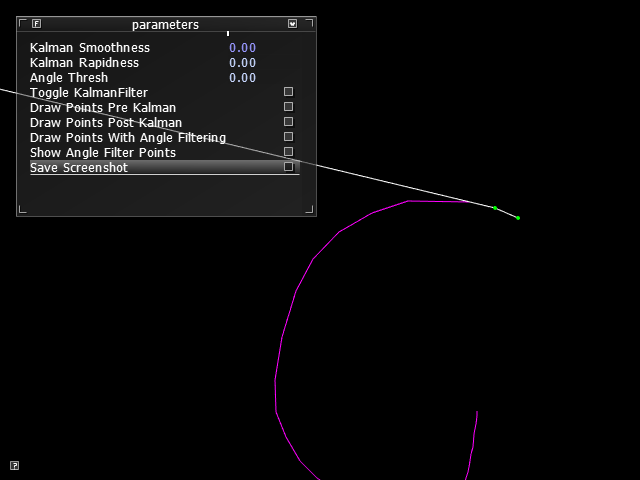 F parameters
Kalman Smoothness 0.00
Kalman Rapidness 0.00
Angle Thresh 0.00
Toggle KalmanFilter
Draw Points Pre Kalman
Draw Points Post Kalman
Draw Points With Angle Filtering
Show Angle Filter Points
Save Screenshot
?